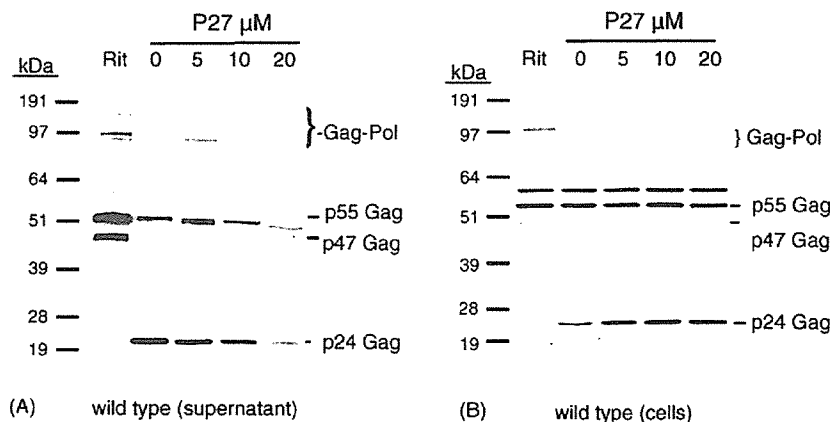 P27 µM
kDa
Rit 0 5 10 20
191
97
64
51
39
28
19
-Gag-Pol
p55 Gag
p47 Gag
p24 Gag
(A) wild type (supernatant)
P27 µM
kDa
Rit 0 5 10 20
191
97
64
51
39
28
19
Gag-Pol
p55 Gag
p47 Gag
p24 Gag
(B) wild type (cells)